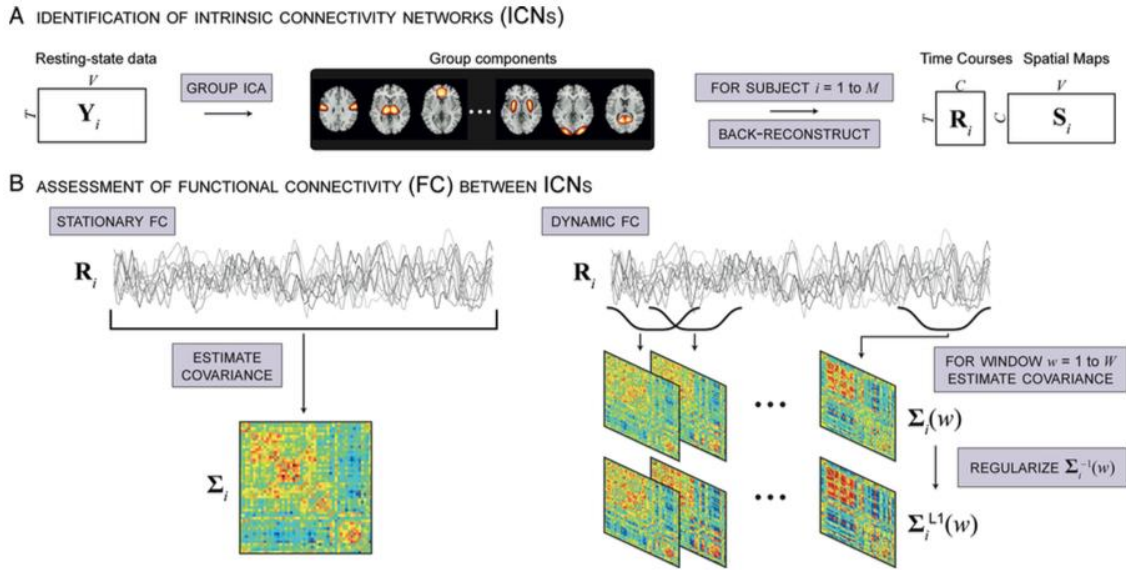 A IDENTIFICATION OF INTRINSIC CONNECTIVITY NETWORKS (ICNs)
Resting-state data
V
T
Y_i
GROUP ICA
Group components
...
FOR SUBJECT i = 1 to M
BACK-RECONSTRUCT
Time Courses
C
T
R_i
Spatial Maps
V
C
S_i
B ASSESSMENT OF FUNCTIONAL CONNECTIVITY (FC) BETWEEN ICNs
STATIONARY FC
R_i
ESTIMATE
COVARIANCE
Σ_i
DYNAMIC FC
R_i
FOR WINDOW w = 1 to W
ESTIMATE COVARIANCE
...
Σ_i(w)
REGULARIZE Σ_i^-1(w)
...
Σ_i^L1(w)